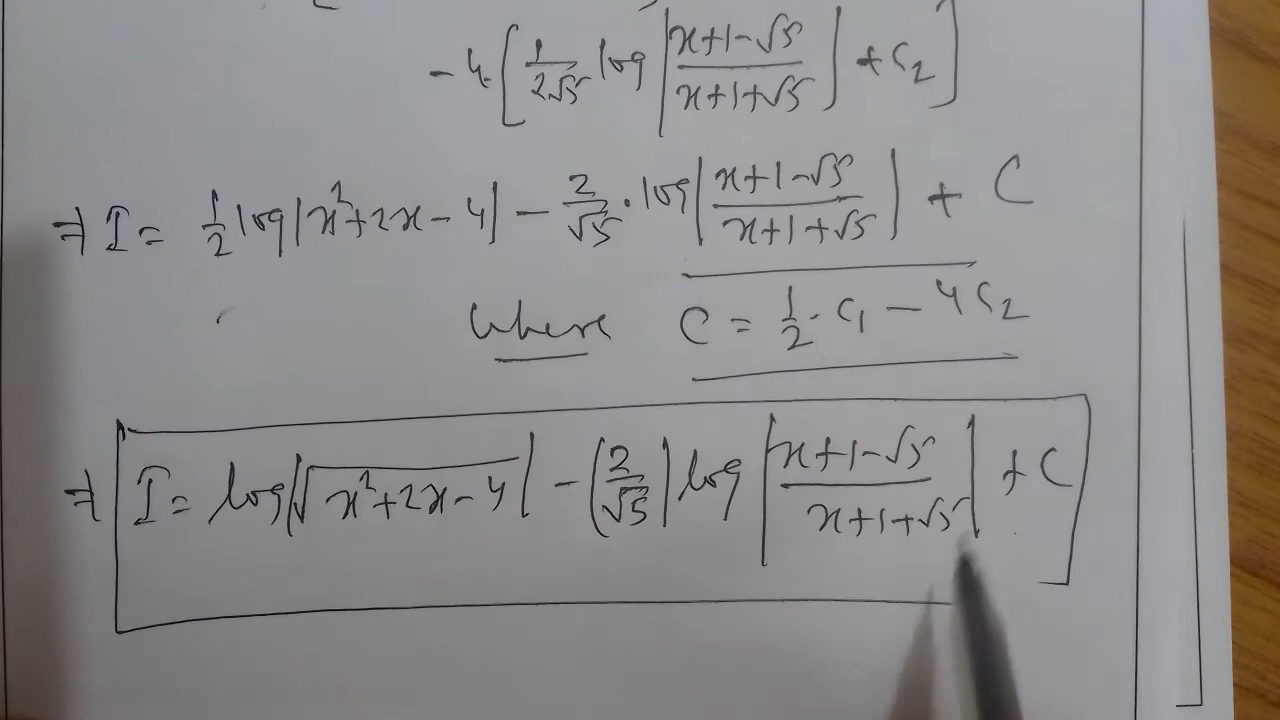 - 4 [ 1/2√5 log | x+1-√5 / x+1+√5 | + C₂ ]
⇒ I = 1/2 log | x²+2x-4 | - 2/√5 . log | x+1-√5 / x+1+√5 | + C
where C = 1/2 . C₁ - 4C₂
⇒ I = log | √x²+2x-4 | - (2/√5) log | x+1-√5 / x+1+√5 | + C